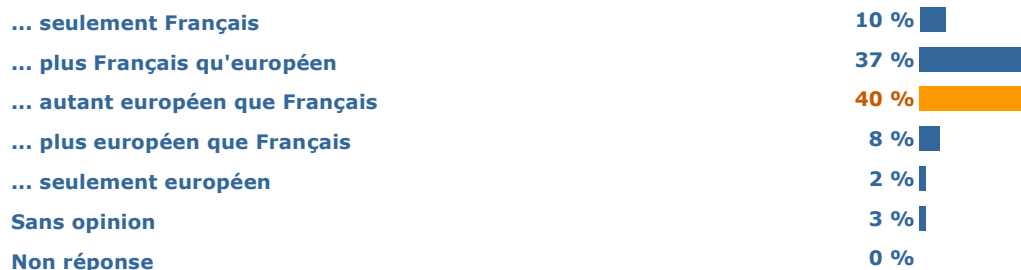 ... seulement Français 10 %
... plus Français qu'européen 37 %
... autant européen que Français 40 %
... plus européen que Français 8 %
... seulement européen 2 %
Sans opinion 3 %
Non réponse 0 %